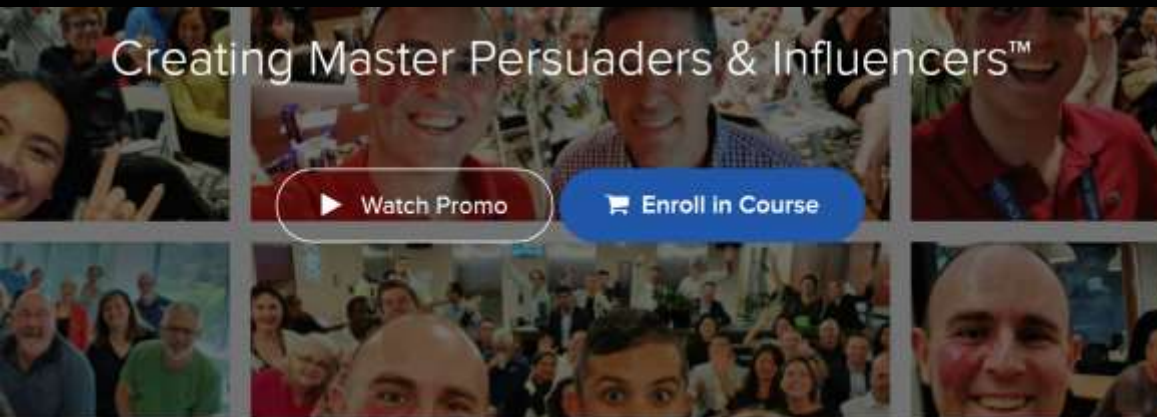 Creating Master Persuaders & Influencers™
Watch Promo
Enroll in Course